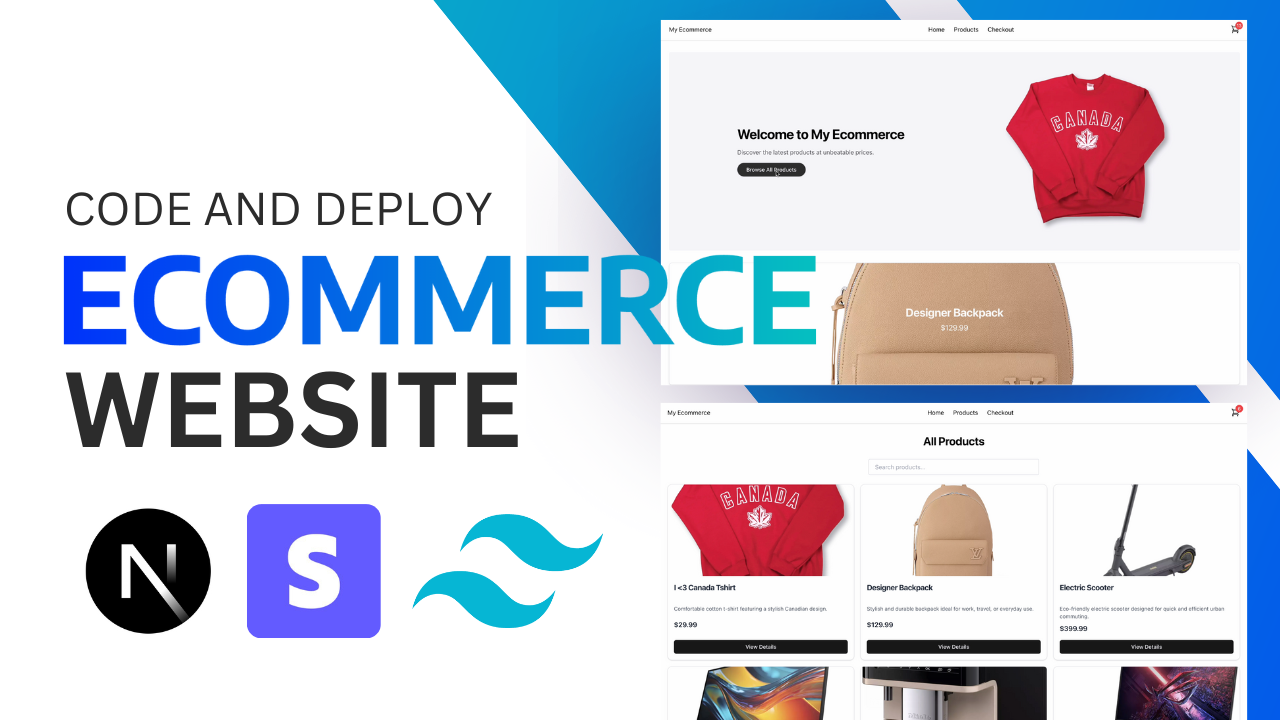 CODE AND DEPLOY
ECOMMERCE
WEBSITE
N
S
My Ecommerce
Home Products Checkout
Welcome to My Ecommerce
Discover the latest products at unbeatable prices.
Browse All Products
CANADA
Designer Backpack
$129.99
My Ecommerce
Home Products Checkout
All Products
Search products...
CANADA
I <3 Canada Tshirt
Comfortable cotton t-shirt featuring a stylish Canadian design.
$29.99
View Details
Designer Backpack
Stylish and durable backpack ideal for work, travel, or everyday use.
$129.99
View Details
Electric Scooter
Eco-friendly electric scooter designed for quick and efficient urban
commuting.
$399.99
View Details